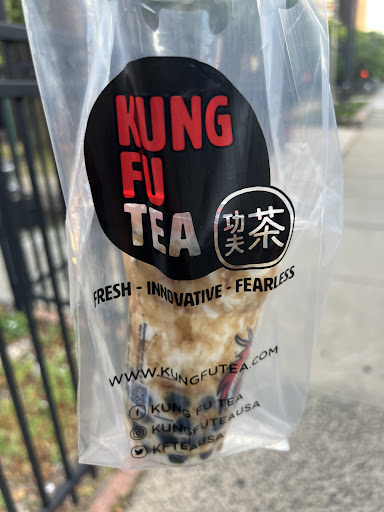 KUNG
FU
TEA
功夫茶
FRESH - INNOVATIVE - FEARLESS
WWW.KUNGFUTEA.COM
KUNG FU TEA
KUNGFUTEAUSA
KFTEAUSA